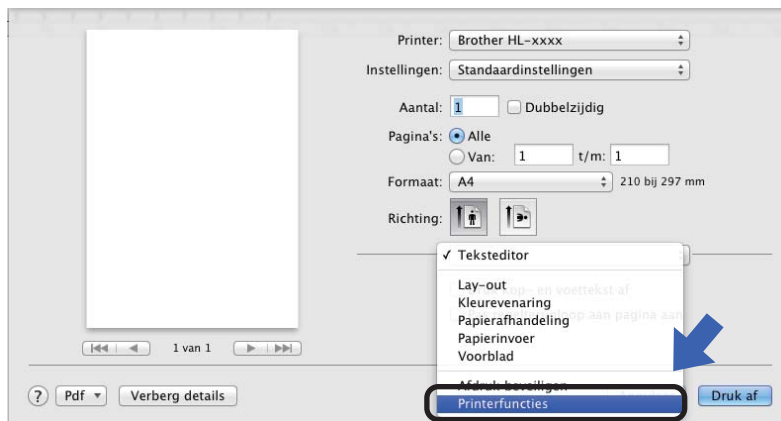 Printer: Brother HL-xxxx
Instellingen: Standaardinstellingen
Aantal: 1 Dubbelzijdig
Pagina's: Alle
Van: 1 t/m: 1
Formaat: A4 210 bij 297 mm
Richting:
✓ Teksteditor
Lay-out
Kleurevenaring
Papierafhandeling
Papierinvoer
Voorblad
Afdruk beveiligen
Printerfuncties
1 van 1
? Pdf Verberg details Druk af